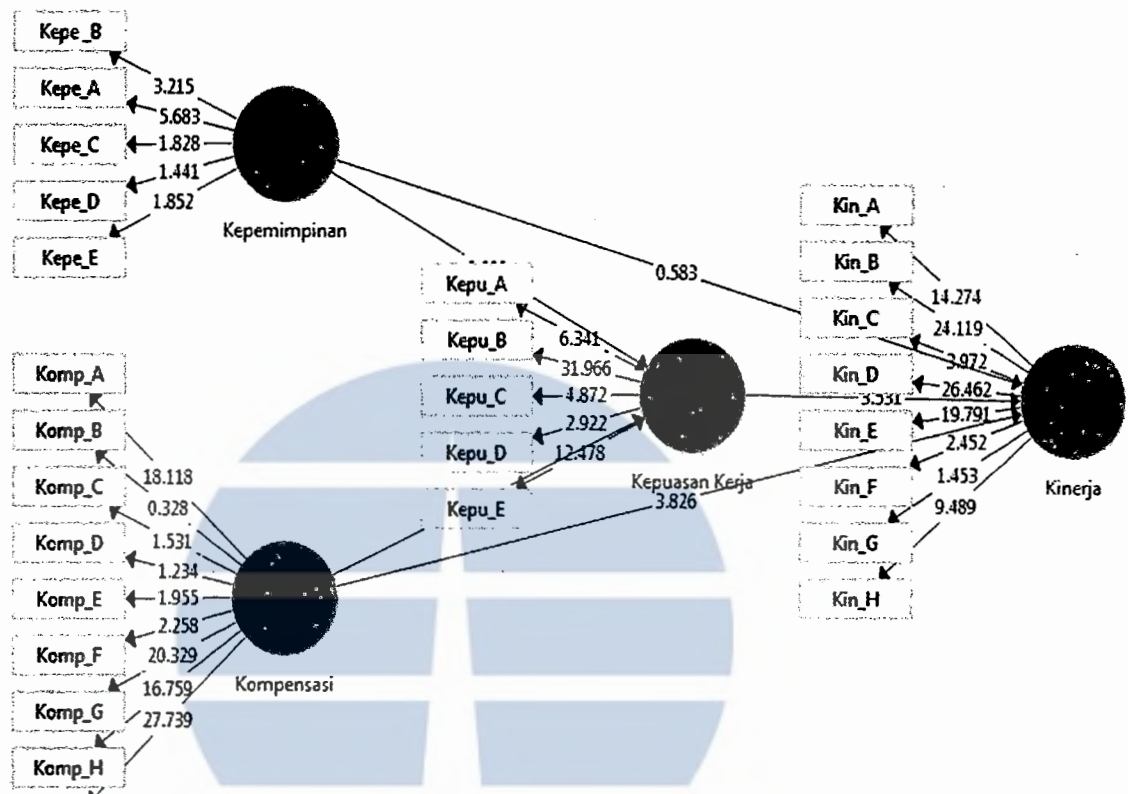 Kepe_B
Kepe_A
Kepe_C
Kepe_D
Kepe_E
3.215
5.683
1.828
1.441
1.852
Kepemimpinan
0.583
Kepu_A
Kepu_B
Kepu_C
Kepu_D
Kepu_E
6.341
31.966
4.872
2.922
12.478
Kepuasan Kerja
3.531
3.826
Kin_A
Kin_B
Kin_C
Kin_D
Kin_E
Kin_F
Kin_G
Kin_H
14.274
24.119
3.972
26.462
19.791
2.452
1.453
9.489
Kinerja
Komp_A
Komp_B
Komp_C
Komp_D
Komp_E
Komp_F
Komp_G
Komp_H
18.118
0.328
1.531
1.234
1.955
2.258
20.329
16.759
27.739
Kompensasi